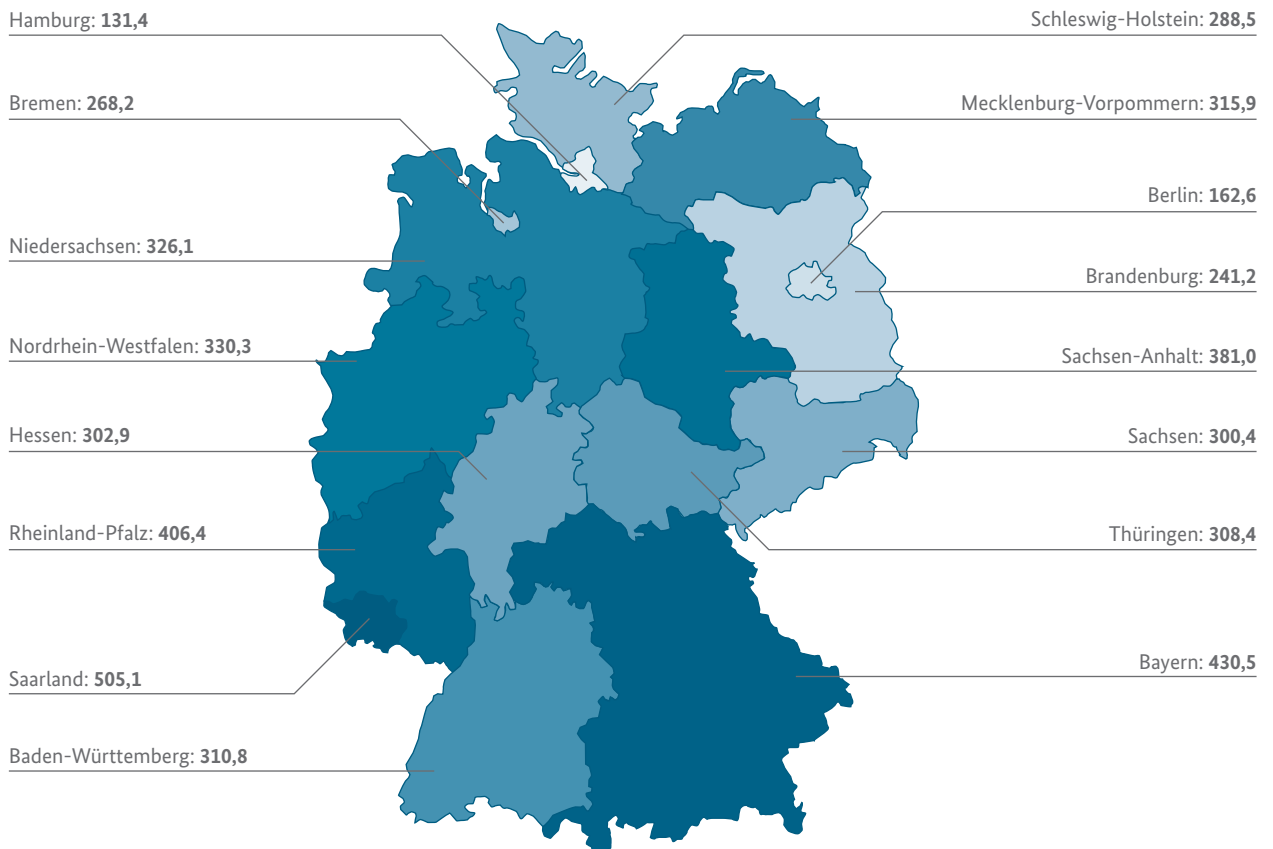 Hamburg: 131,4
Bremen: 268,2
Niedersachsen: 326,1
Nordrhein-Westfalen: 330,3
Hessen: 302,9
Rheinland-Pfalz: 406,4
Saarland: 505,1
Baden-Württemberg: 310,8
Schleswig-Holstein: 288,5
Mecklenburg-Vorpommern: 315,9
Berlin: 162,6
Brandenburg: 241,2
Sachsen-Anhalt: 381,0
Sachsen: 300,4
Thüringen: 308,4
Bayern: 430,5